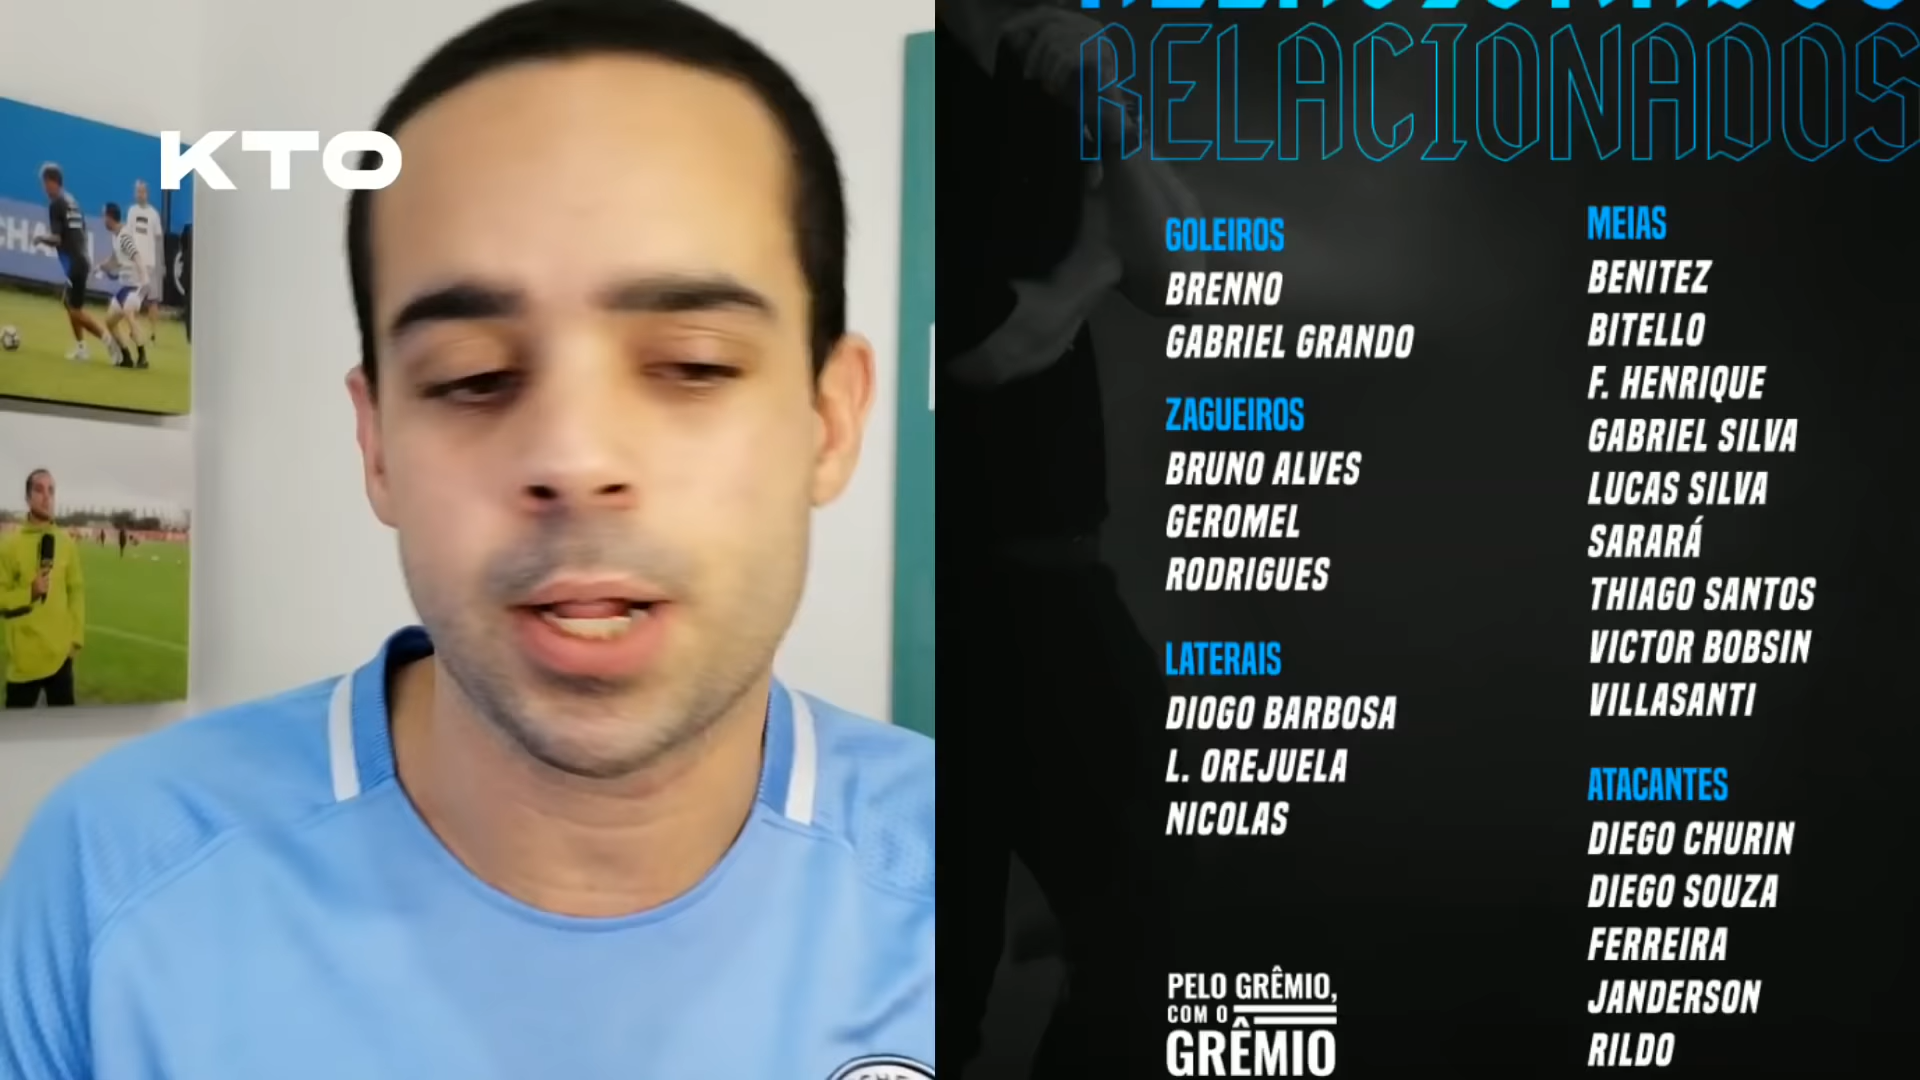 KTO
RELACIONADOS
RELACIONADOS
GOLEIROS
BRENNO
GABRIEL GRANDO
ZAGUEIROS
BRUNO ALVES
GEROMEL
RODRIGUES
LATERAIS
DIOGO BARBOSA
L. OREJUELA
NICOLAS
PELO GRÊMIO,
COM O
GRÊMIO
MEIAS
BENITEZ
BITELLO
F. HENRIQUE
GABRIEL SILVA
LUCAS SILVA
SARARÁ
THIAGO SANTOS
VICTOR BOBSIN
VILLASANTI
ATACANTES
DIEGO CHURIN
DIEGO SOUZA
FERREIRA
JANDERSON
RILDO